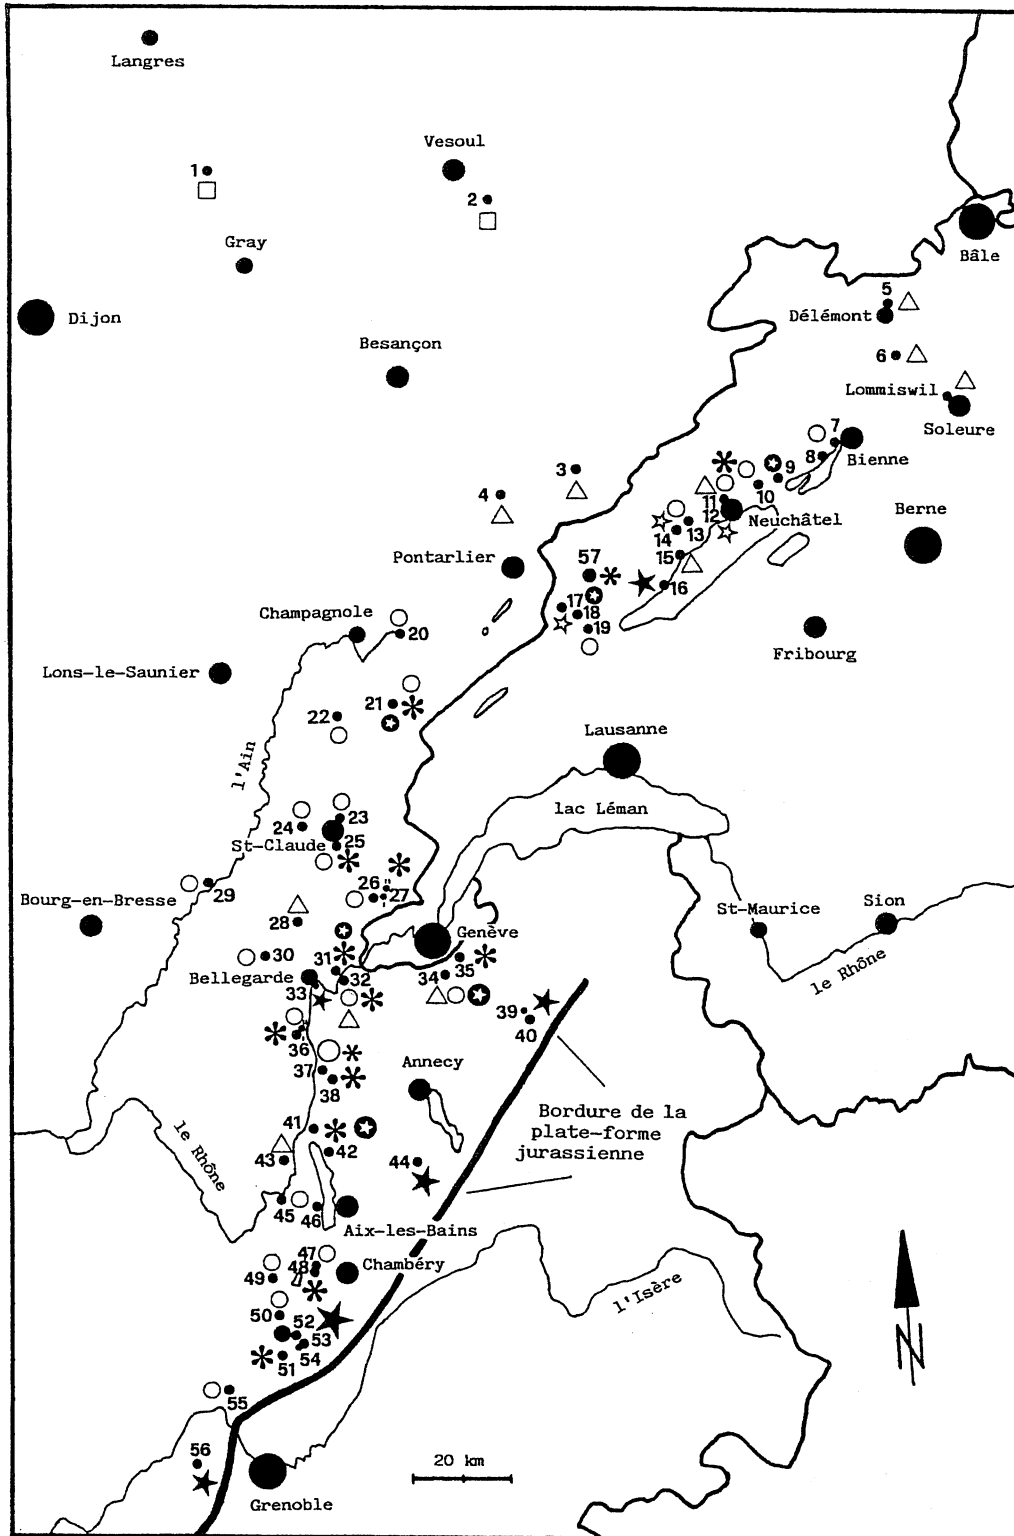 Langres
Vesoul
1
2
Gray
Bâle
5
Dijon
Délémont
Besançon
6
Lommiswil
Soleure
7
8
Bienne
3
9
10
4
11
12
Neuchâtel
Berne
13
14
15
Pontarlier
57
16
17
18
19
Champagnole
20
Fribourg
Lons-le-Saunier
21
22
Lausanne
l'Ain
lac Léman
23
24
St-Claude
25
26
"
27
29
Bourg-en-Bresse
28
St-Maurice
Sion
Genève
30
31
le Rhône
Bellegarde
32
33
34
35
39
40
36
"
37
38
Annecy
Bordure de la
plate-forme
jurassienne
41
42
le Rhône
43
44
45
46
Aix-les-Bains
47
48
Chambéry
49
l'Isère
50
52
53
54
51
N
55
56
20 km
Grenoble